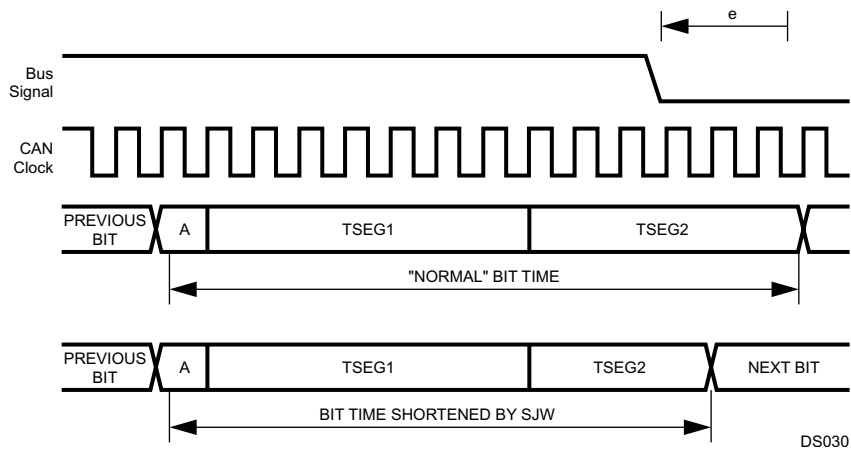 e
Bus
Signal
CAN
Clock
PREVIOUS
BIT
A
TSEG1
TSEG2
"NORMAL" BIT TIME
PREVIOUS
BIT
A
TSEG1
TSEG2
NEXT BIT
BIT TIME SHORTENED BY SJW
DS030